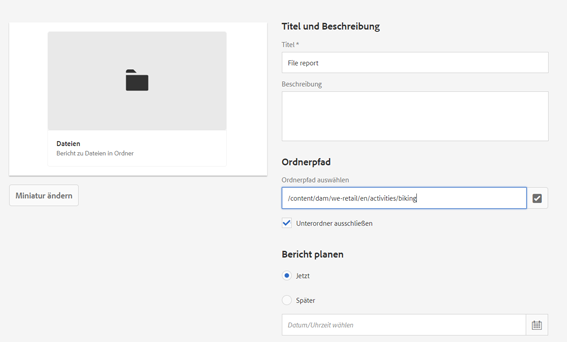 Dateien
Bericht zu Dateien in Ordner
Miniatur ändern
Titel und Beschreibung
Titel *
File report
Beschreibung
Ordnerpfad
Ordnerpfad auswählen
/content/dam/we-retail/en/activities/biking
Unterordner ausschließen
Bericht planen
Jetzt
Später
Datum/Uhrzeit wählen